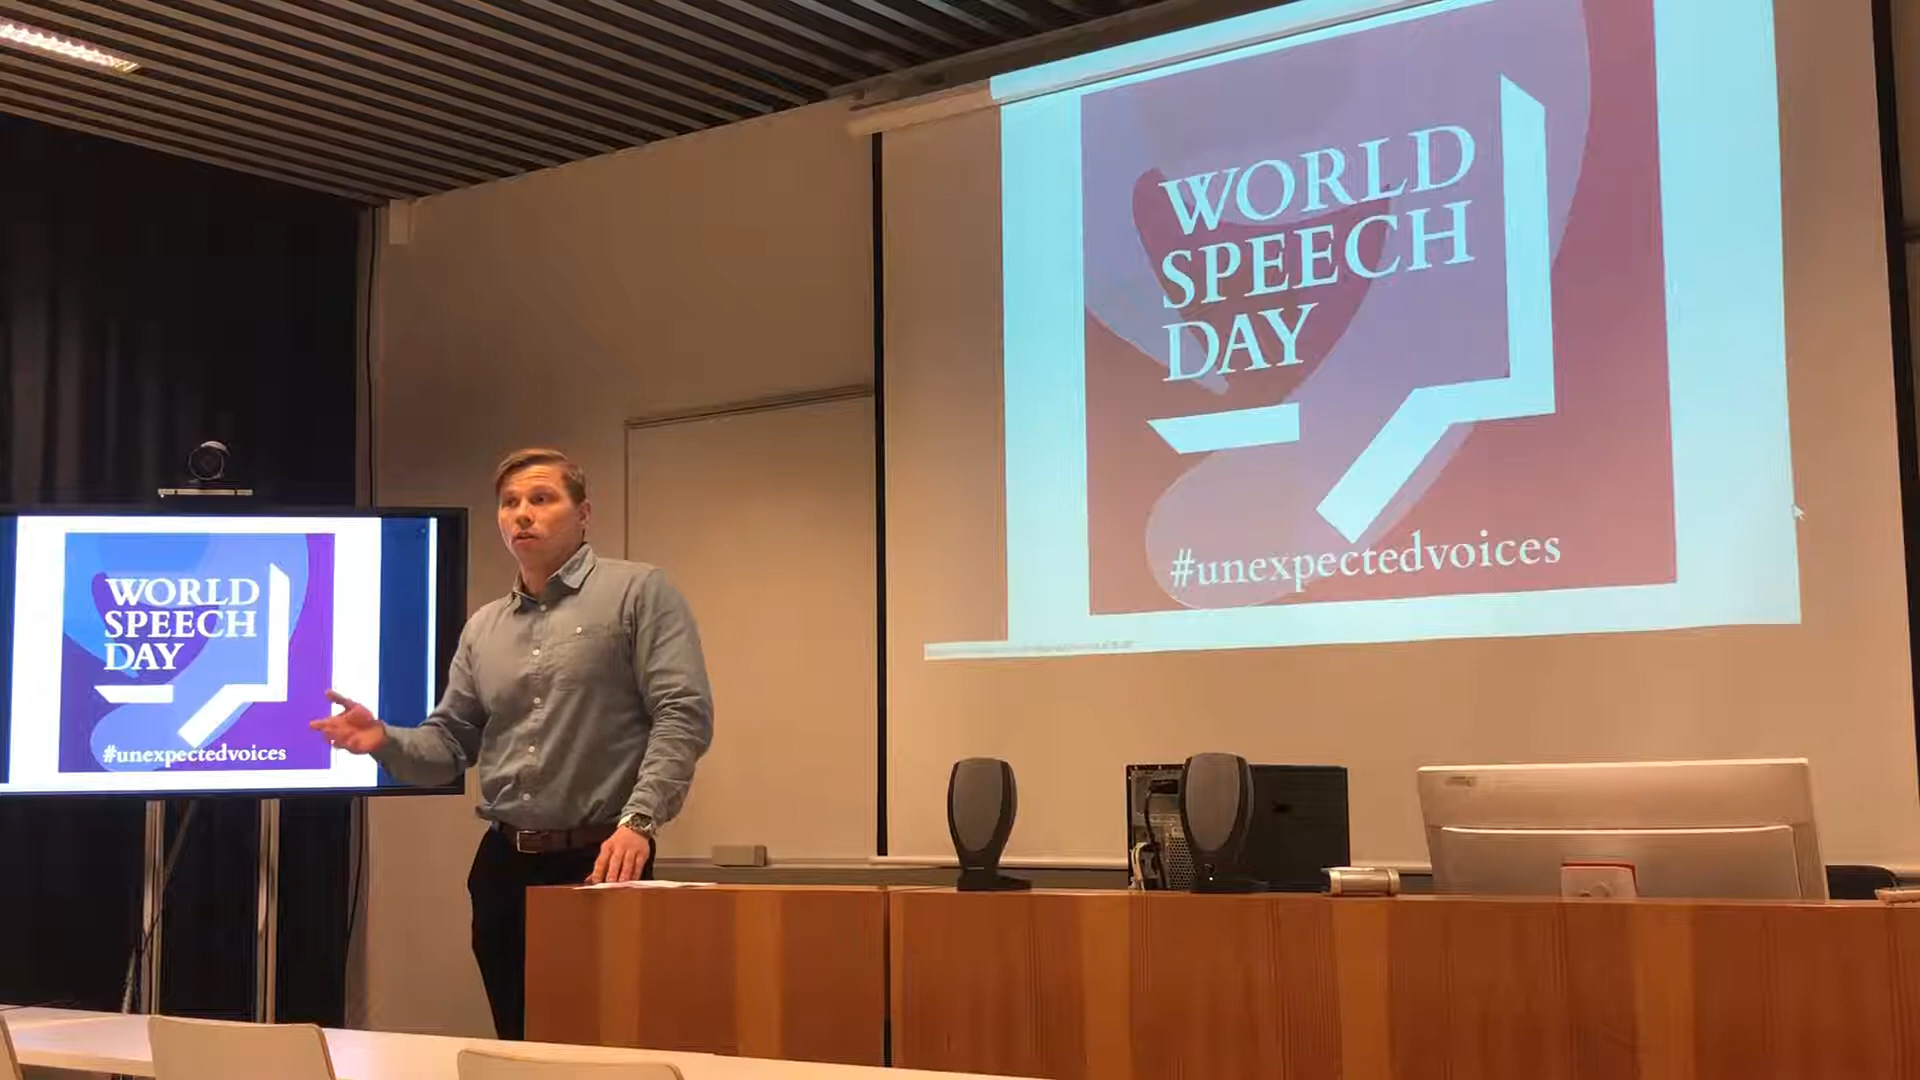 WORLD
SPEECH
DAY
#unexpectedvoices
WORLD
SPEECH
DAY
#unexpectedvoices